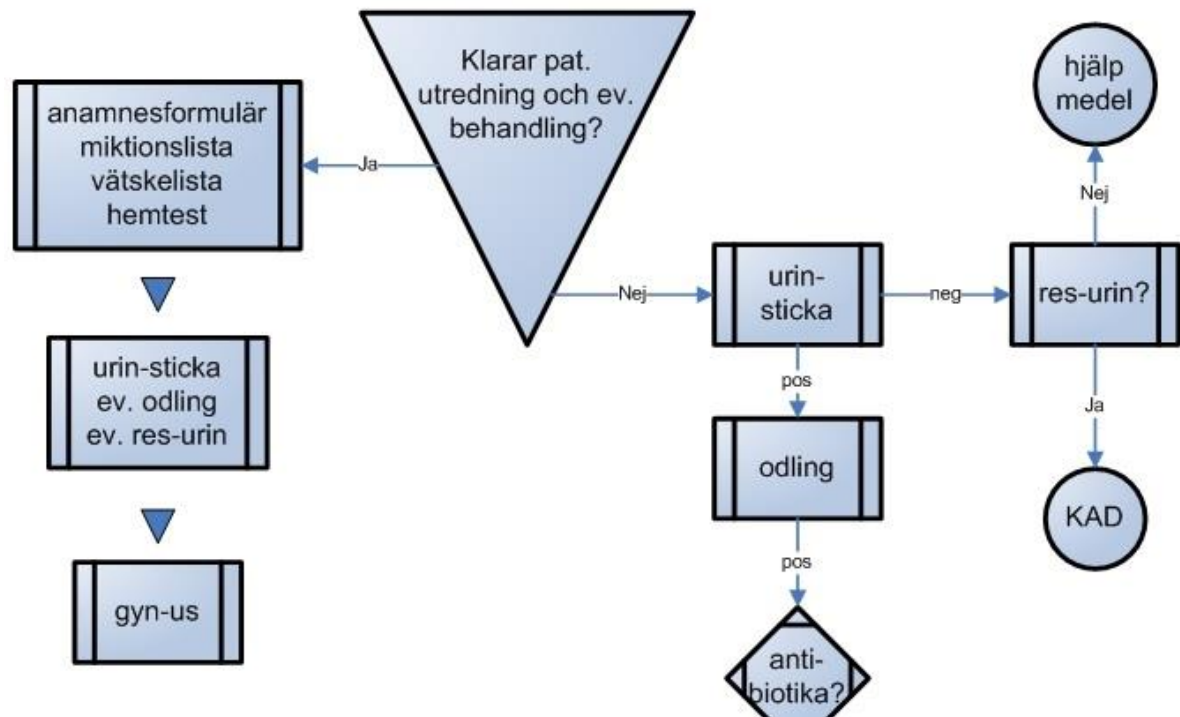 Klarar pat.
utredning och ev.
behandling?
Ja
anamnesformulär
miktionslista
vätskelista
hemtest
urin-sticka
ev. odling
ev. res-urin
gyn-us
Nej
urin-
sticka
neg
res-urin?
Nej
hjälp
medel
Ja
KAD
pos
odling
pos
anti-
biotika?